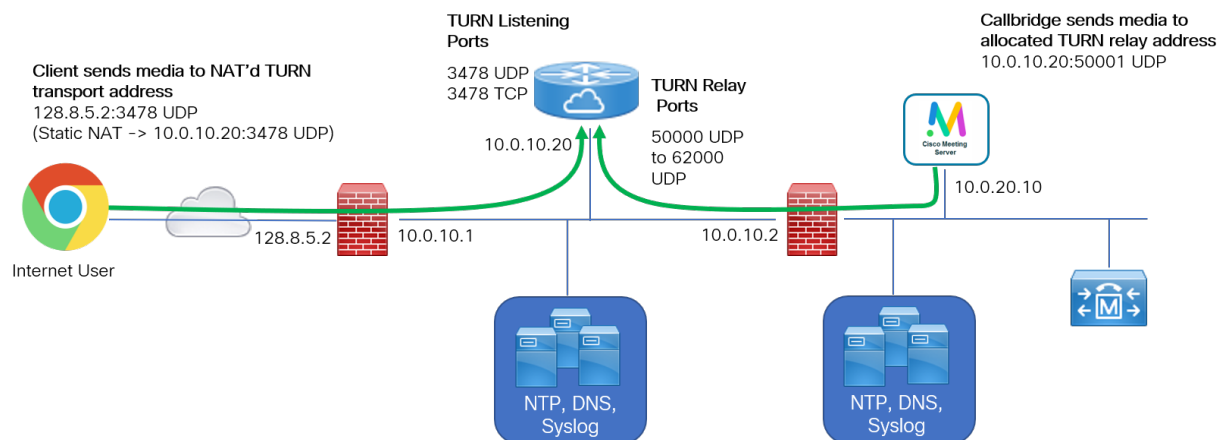 TURN Listening
Ports
3478 UDP
3478 TCP
Callbridge sends media to
allocated TURN relay address
10.0.10.20:50001 UDP
Client sends media to NAT'd TURN
transport address
128.8.5.2:3478 UDP
(Static NAT -> 10.0.10.20:3478 UDP)
TURN Relay
Ports
50000 UDP
to 62000
UDP
10.0.10.20
Cisco Meeting
Server
10.0.20.10
128.8.5.2
10.0.10.1
10.0.10.2
Internet User
M
NTP, DNS,
Syslog
NTP, DNS,
Syslog